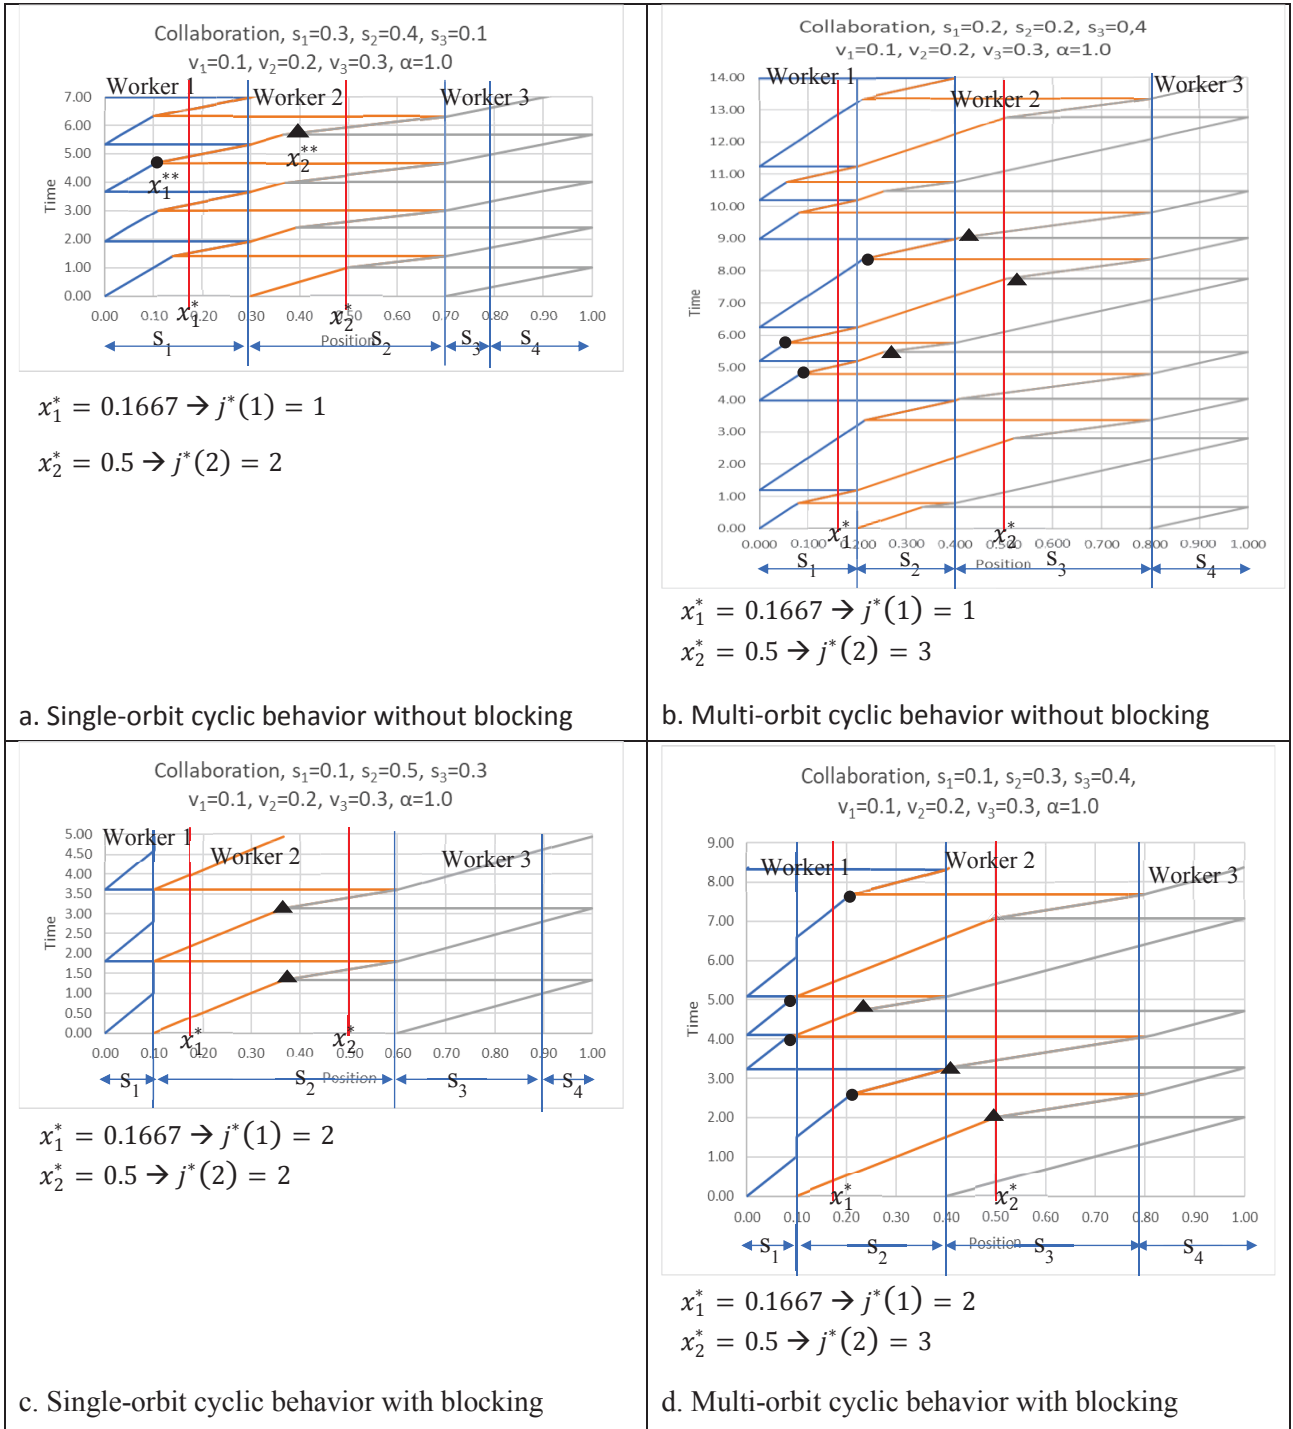 Collaboration, s₁=0.3, s₂=0.4, s₃=0.1
v₁=0.1, v₂=0.2, v₃=0.3, α=1.0
Worker 1
Worker 2
Worker 3
7.00
6.00
5.00
4.00
3.00
2.00
1.00
0.00
Time
x₂**
x₁**
0.00 0.10 0.20 0.30 0.40 0.50 0.60 0.70 0.80 0.90 1.00
x₁* x₂*
Position
s₁ s₂ s₃ s₄
x₁* = 0.1667 → j*(1) = 1
x₂* = 0.5 → j*(2) = 2
a. Single-orbit cyclic behavior without blocking
Collaboration, s₁=0.2, s₂=0.2, s₃=0,4
v₁=0.1, v₂=0.2, v₃=0.3, α=1.0
Worker 1
Worker 2
Worker 3
14.00
13.00
12.00
11.00
10.00
9.00
8.00
7.00
6.00
5.00
4.00
3.00
2.00
1.00
0.00
Time
x₁* x₂*
0.000 0.100 0.200 0.300 0.400 0.500 0.600 0.700 0.800 0.900 1.000
Position
s₁ s₂ s₃ s₄
x₁* = 0.1667 → j*(1) = 1
x₂* = 0.5 → j*(2) = 3
b. Multi-orbit cyclic behavior without blocking
Collaboration, s₁=0.1, s₂=0.5, s₃=0.3
v₁=0.1, v₂=0.2, v₃=0.3, α=1.0
Worker 1
Worker 2
Worker 3
5.00
4.50
4.00
3.50
3.00
2.50
2.00
1.50
1.00
0.50
0.00
Time
x₁* x₂*
0.00 0.10 0.20 0.30 0.40 0.50 0.60 0.70 0.80 0.90 1.00
Position
s₁ s₂ s₃ s₄
x₁* = 0.1667 → j*(1) = 2
x₂* = 0.5 → j*(2) = 2
c. Single-orbit cyclic behavior with blocking
Collaboration, s₁=0.1, s₂=0.3, s₃=0.4,
v₁=0.1, v₂=0.2, v₃=0.3, α=1.0
Worker 1
Worker 2
Worker 3
9.00
8.00
7.00
6.00
5.00
4.00
3.00
2.00
1.00
0.00
Time
x₁* x₂*
0.00 0.10 0.20 0.30 0.40 0.50 0.60 0.70 0.80 0.90 1.00
Position
s₁ s₂ s₃ s₄
x₁* = 0.1667 → j*(1) = 2
x₂* = 0.5 → j*(2) = 3
d. Multi-orbit cyclic behavior with blocking